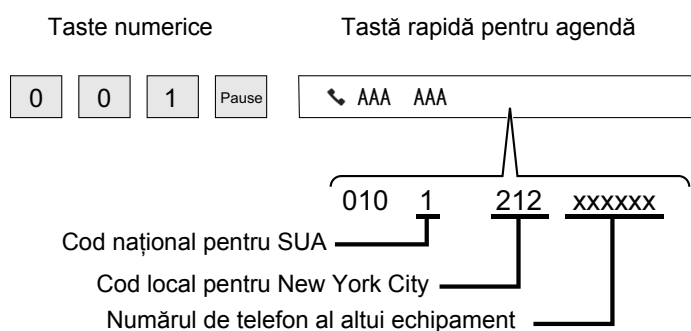 Taste numerice Tastă rapidă pentru agendă
0 0 1 Pause AAA AAA
010 1 212 xxxxxx
Cod național pentru SUA
Cod local pentru New York City
Numărul de telefon al altui echipament